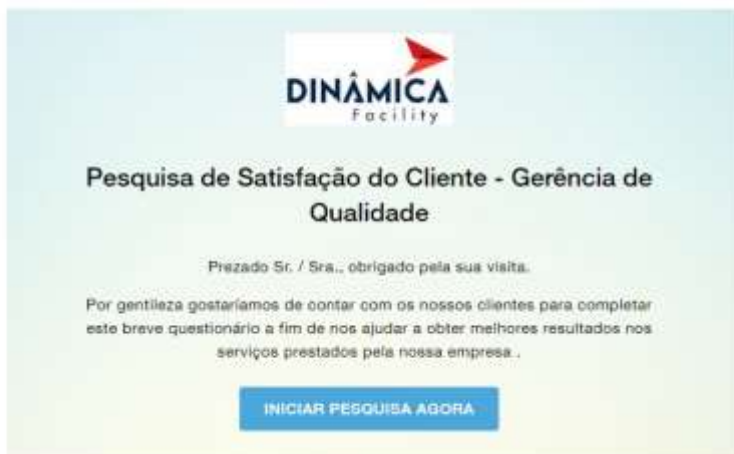 DINÂMICA
Facility
Pesquisa de Satisfação do Cliente - Gerência de
Qualidade
Prezado Sr. / Sra., obrigado pela sua visita.
Por gentileza gostaríamos de contar com os nossos clientes para completar
este breve questionário a fim de nos ajudar a obter melhores resultados nos
serviços prestados pela nossa empresa .
INICIAR PESQUISA AGORA